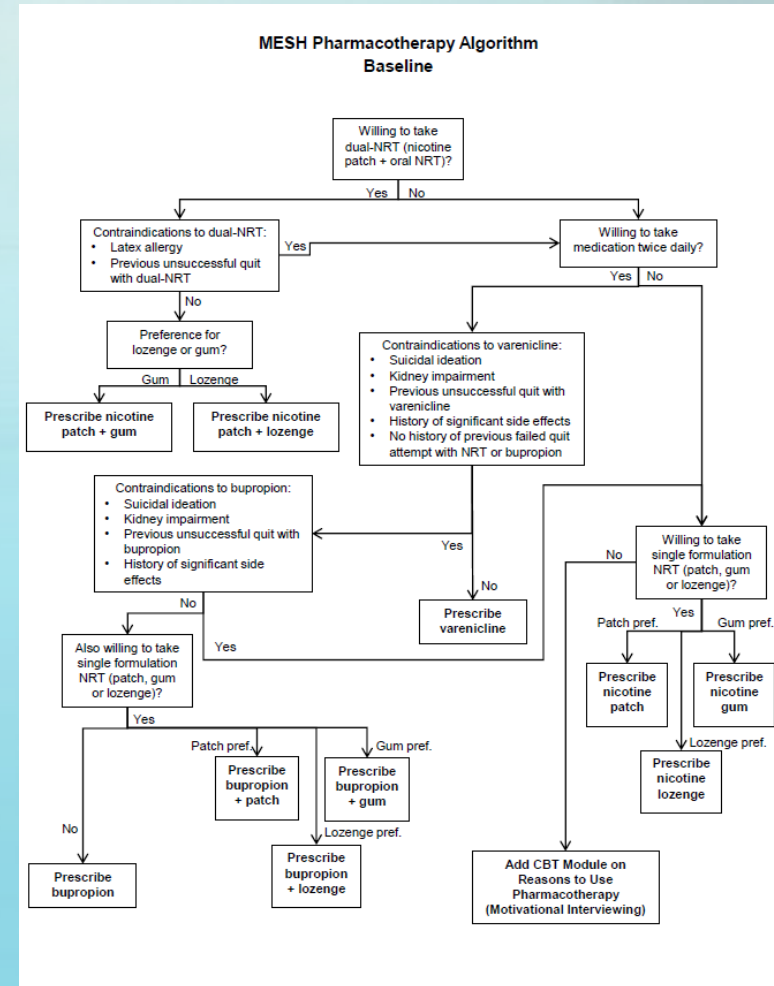 MESH Pharmacotherapy Algorithm
Baseline
Willing to take
dual-NRT (nicotine
patch + oral NRT)?
Yes
No
Contraindications to dual-NRT:
• Latex allergy
• Previous unsuccessful quit
with dual-NRT
Yes
Willing to take
medication twice daily?
No
Yes
No
Preference for
lozenge or gum?
Gum
Lozenge
Prescribe nicotine
patch + gum
Prescribe nicotine
patch + lozenge
Contraindications to varenicline:
• Suicidal ideation
• Kidney impairment
• Previous unsuccessful quit with
varenicline
• History of significant side effects
• No history of previous failed quit
attempt with NRT or bupropion
Contraindications to bupropion:
• Suicidal ideation
• Kidney impairment
• Previous unsuccessful quit with
bupropion
• History of significant side
effects
Yes
No
Prescribe
varenicline
Willing to take
single formulation
NRT (patch, gum
or lozenge)?
No
Yes
Patch pref.
Gum pref.
Prescribe
nicotine
patch
Prescribe
nicotine
gum
Lozenge pref.
Prescribe
nicotine
lozenge
No
Yes
Also willing to take
single formulation
NRT (patch, gum
or lozenge)?
Yes
Patch pref.
Gum pref.
Prescribe
bupropion
+ patch
Prescribe
bupropion
+ gum
Lozenge pref.
No
Prescribe
bupropion
Prescribe
bupropion
+ lozenge
Add CBT Module on
Reasons to Use
Pharmacotherapy
(Motivational Interviewing)